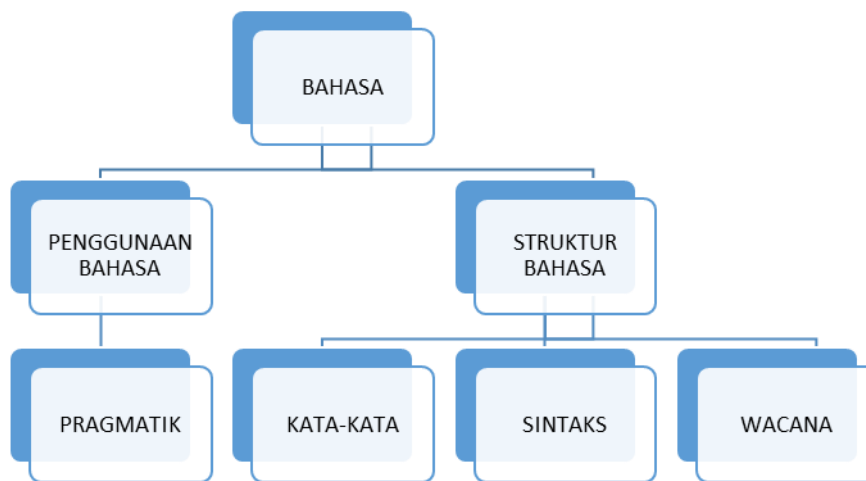 BAHASA
PENGGUNAAN
BAHASA
STRUKTUR
BAHASA
PRAGMATIK
KATA-KATA
SINTAKS
WACANA